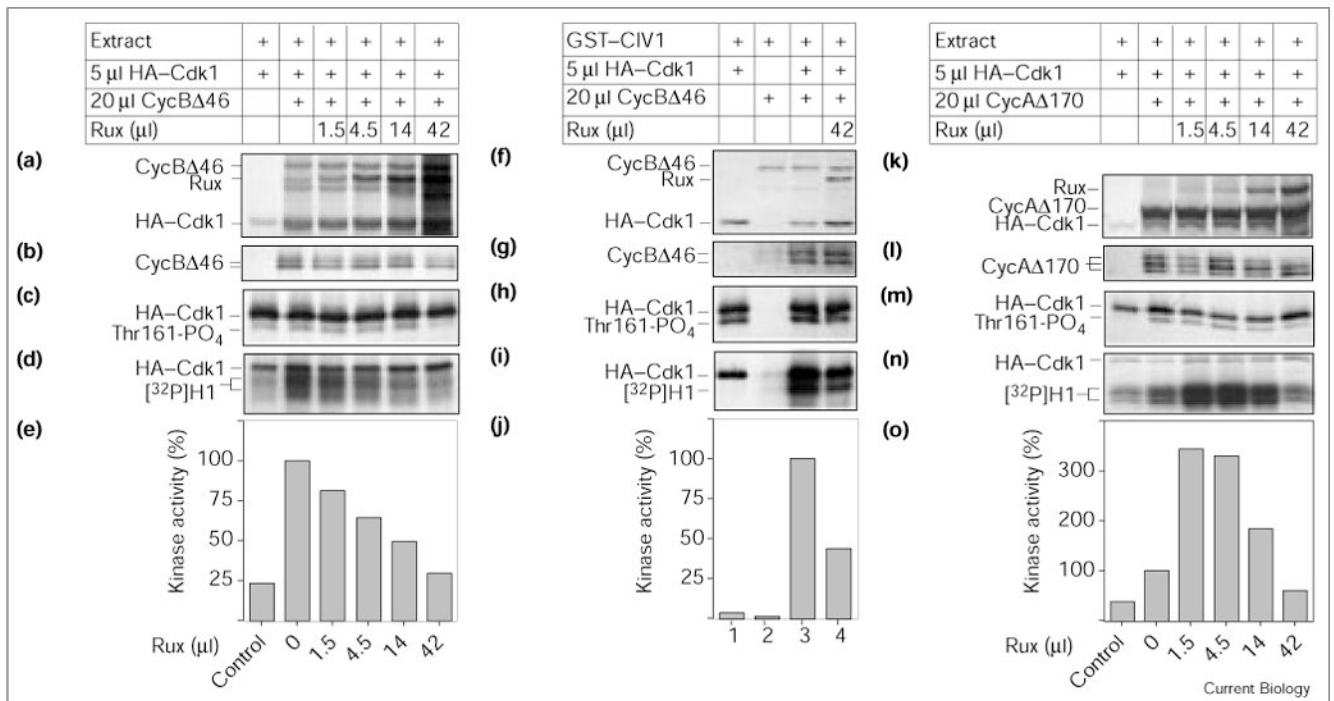 Extract + + + + + +
5 μl HA–Cdk1 + + + + + +
20 μl CycBΔ46 + + + + +
Rux (μl) 1.5 4.5 14 42
(a) CycBΔ46
Rux
HA–Cdk1
(b) CycBΔ46
(c) HA–Cdk1
Thr161-PO4
(d) HA–Cdk1
[32P]H1
(e) Kinase activity (%)
100
75
50
25
Rux (μl) Control 0 1.5 4.5 14 42
GST–CIV1 + + + +
5 μl HA–Cdk1 + + +
20 μl CycBΔ46 + + +
Rux (μl) 42
(f) CycBΔ46
Rux
HA–Cdk1
(g) CycBΔ46
(h) HA–Cdk1
Thr161-PO4
(i) HA–Cdk1
[32P]H1
(j) Kinase activity (%)
100
75
50
25
1 2 3 4
Extract + + + + + +
5 μl HA–Cdk1 + + + + + +
20 μl CycAΔ170 + + + + +
Rux (μl) 1.5 4.5 14 42
(k) Rux
CycAΔ170
HA–Cdk1
(l) CycAΔ170
(m) HA–Cdk1
Thr161-PO4
(n) HA–Cdk1
[32P]H1
(o) Kinase activity (%)
300
200
100
Rux (μl) Control 0 1.5 4.5 14 42
Current Biology